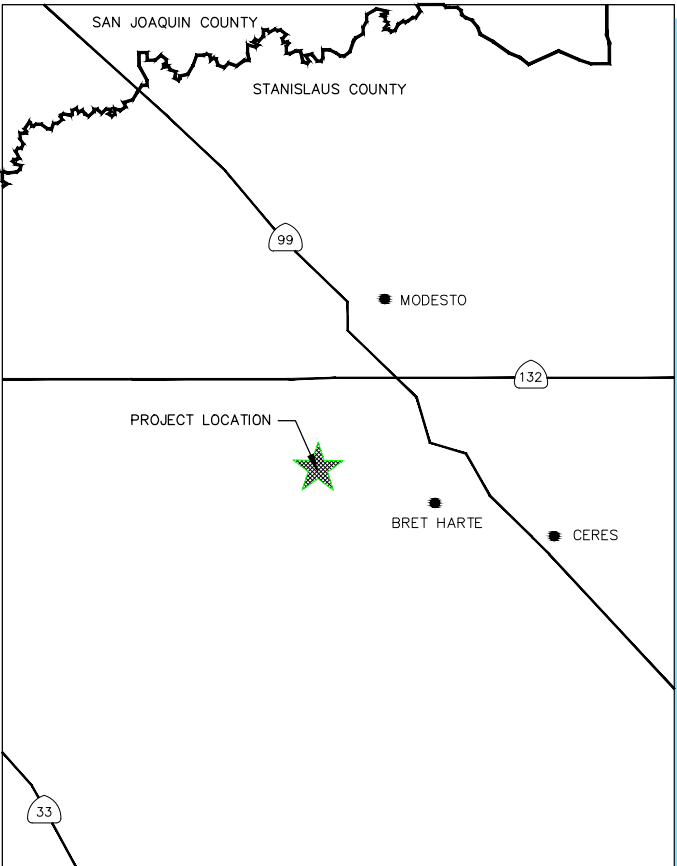 SAN JOAQUIN COUNTY
STANISLAUS COUNTY
99
MODESTO
132
PROJECT LOCATION
BRET HARTE
CERES
33